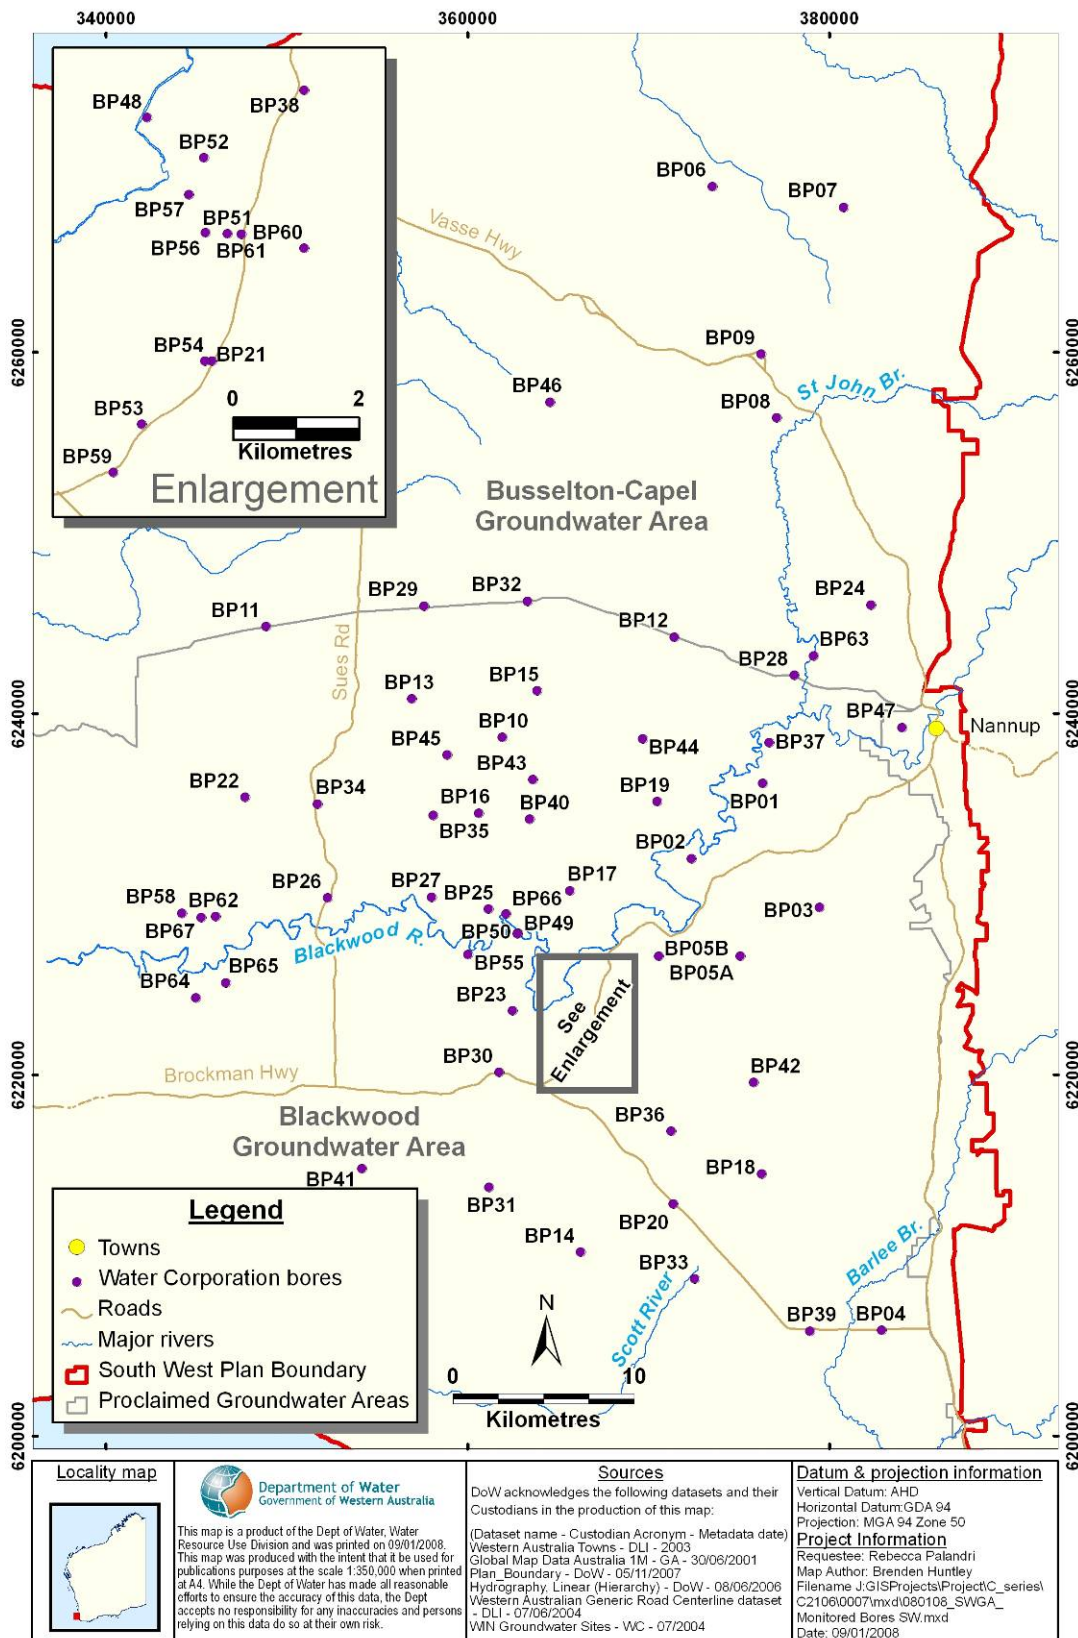 340000
360000
380000
BP48
BP38
BP52
BP57
BP51
BP56
BP60
BP61
BP54
BP21
BP53
BP59
0
2
Kilometres
Enlargement
BP06
BP07
Vasse Hwy
BP09
6260000
6260000
St John Br.
BP46
BP08
Busselton-Capel
Groundwater Area
BP29
BP32
BP24
BP11
BP12
BP63
Sues Rd
BP28
BP13
BP15
BP10
BP47
Nannup
6240000
6240000
BP45
BP44
BP37
BP43
BP22
BP34
BP16
BP40
BP19
BP01
BP35
BP02
BP58
BP62
BP26
BP27
BP25
BP17
BP66
BP67
BP49
BP03
BP50
Blackwood R.
BP55
BP05B
BP05A
BP65
BP64
BP23
See
Enlargement
BP30
Brockman Hwy
BP42
6220000
6220000
Blackwood
Groundwater Area
BP36
BP41
BP18
BP31
BP20
BP14
BP33
Barlee Br.
Scott River
BP39
BP04
N
0
10
Kilometres
6200000
6200000
Legend
Towns
Water Corporation bores
Roads
Major rivers
South West Plan Boundary
Proclaimed Groundwater Areas
Locality map
Department of Water
Government of Western Australia
This map is a product of the Dept of Water, Water
Resource Use Division and was printed on 09/01/2008.
This map was produced with the intent that it be used for
publications purposes at the scale 1:350,000 when printed
at A4. While the Dept of Water has made all reasonable
efforts to ensure the accuracy of this data, the Dept
accepts no responsibility for any inaccuracies and persons
relying on this data do so at their own risk.
Sources
DoW acknowledges the following datasets and their
Custodians in the production of this map:
(Dataset name - Custodian Acronym - Metadata date)
Western Australia Towns - DLI - 2003
Global Map Data Australia 1M - GA - 30/06/2001
Plan_Boundary - DoW - 05/11/2007
Hydrography, Linear (Hierarchy) - DoW - 08/06/2006
Western Australian Generic Road Centerline dataset
- DLI - 07/06/2004
WIN Groundwater Sites - WC - 07/2004
Datum & projection information
Vertical Datum: AHD
Horizontal Datum:GDA 94
Projection: MGA 94 Zone 50
Project Information
Requestee: Rebecca Palandri
Map Author: Brenden Huntley
Filename J:GISProjects\Project\C_series\
C2106\0007\mxd\080108_SWGA_
Monitored Bores SW.mxd
Date: 09/01/2008